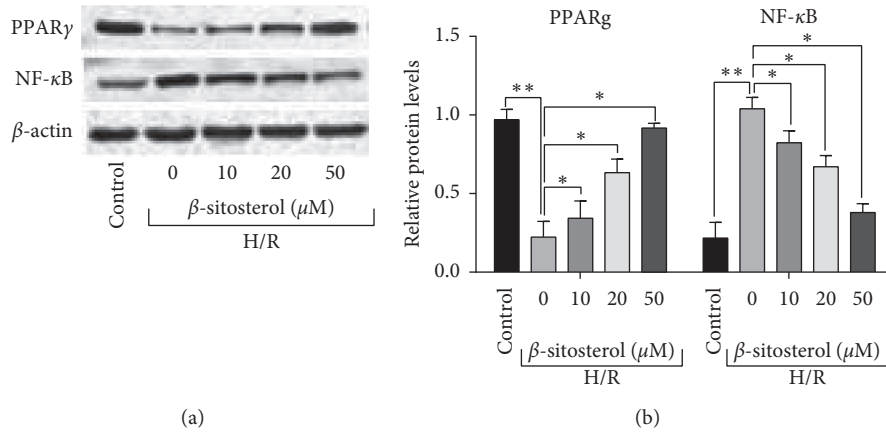 PPARγ
NF-κB
β-actin
Control
0 10 20 50
β-sitosterol (μM)
H/R
(a)
PPARg NF-κB
Relative protein levels
1.5
1.0
0.5
0.0
** * * *
** * * *
Control 0 10 20 50
β-sitosterol (μM)
H/R
Control 0 10 20 50
β-sitosterol (μM)
H/R
(b)